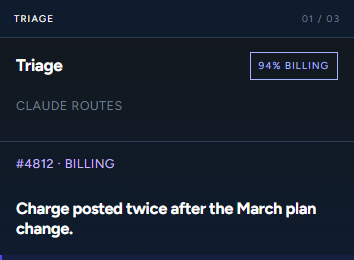 TRIAGE 01 / 03
Triage 94% BILLING
CLAUDE ROUTES
#4812 · BILLING
Charge posted twice after the March plan
change.